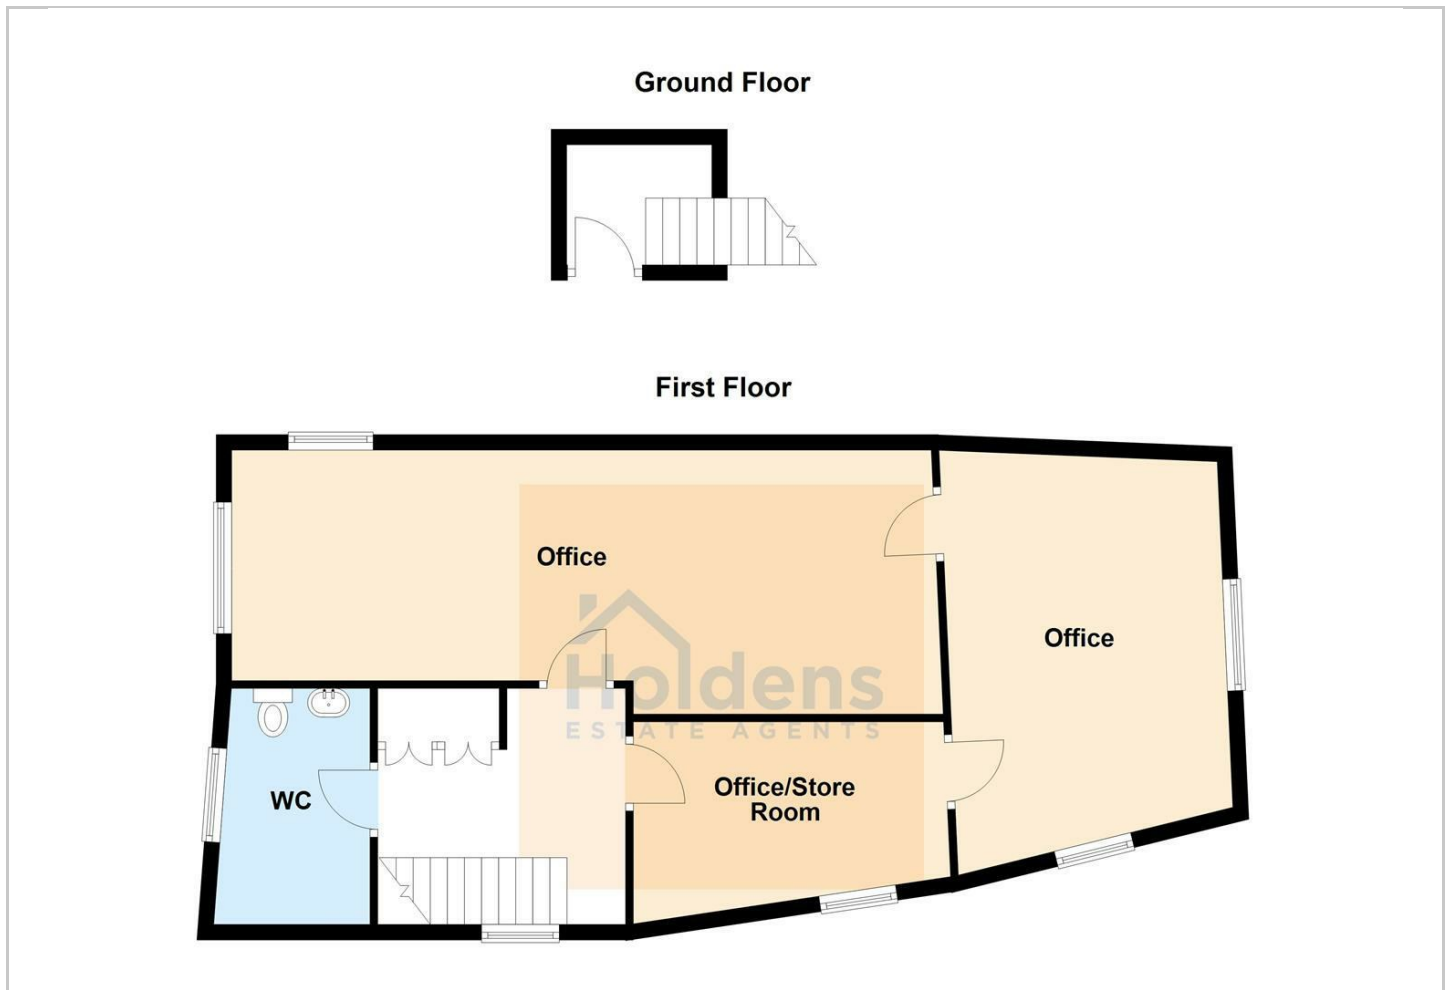 Ground Floor
First Floor
Office
Office
Holdens
ESTATE AGENTS
WC
Office/Store
Room